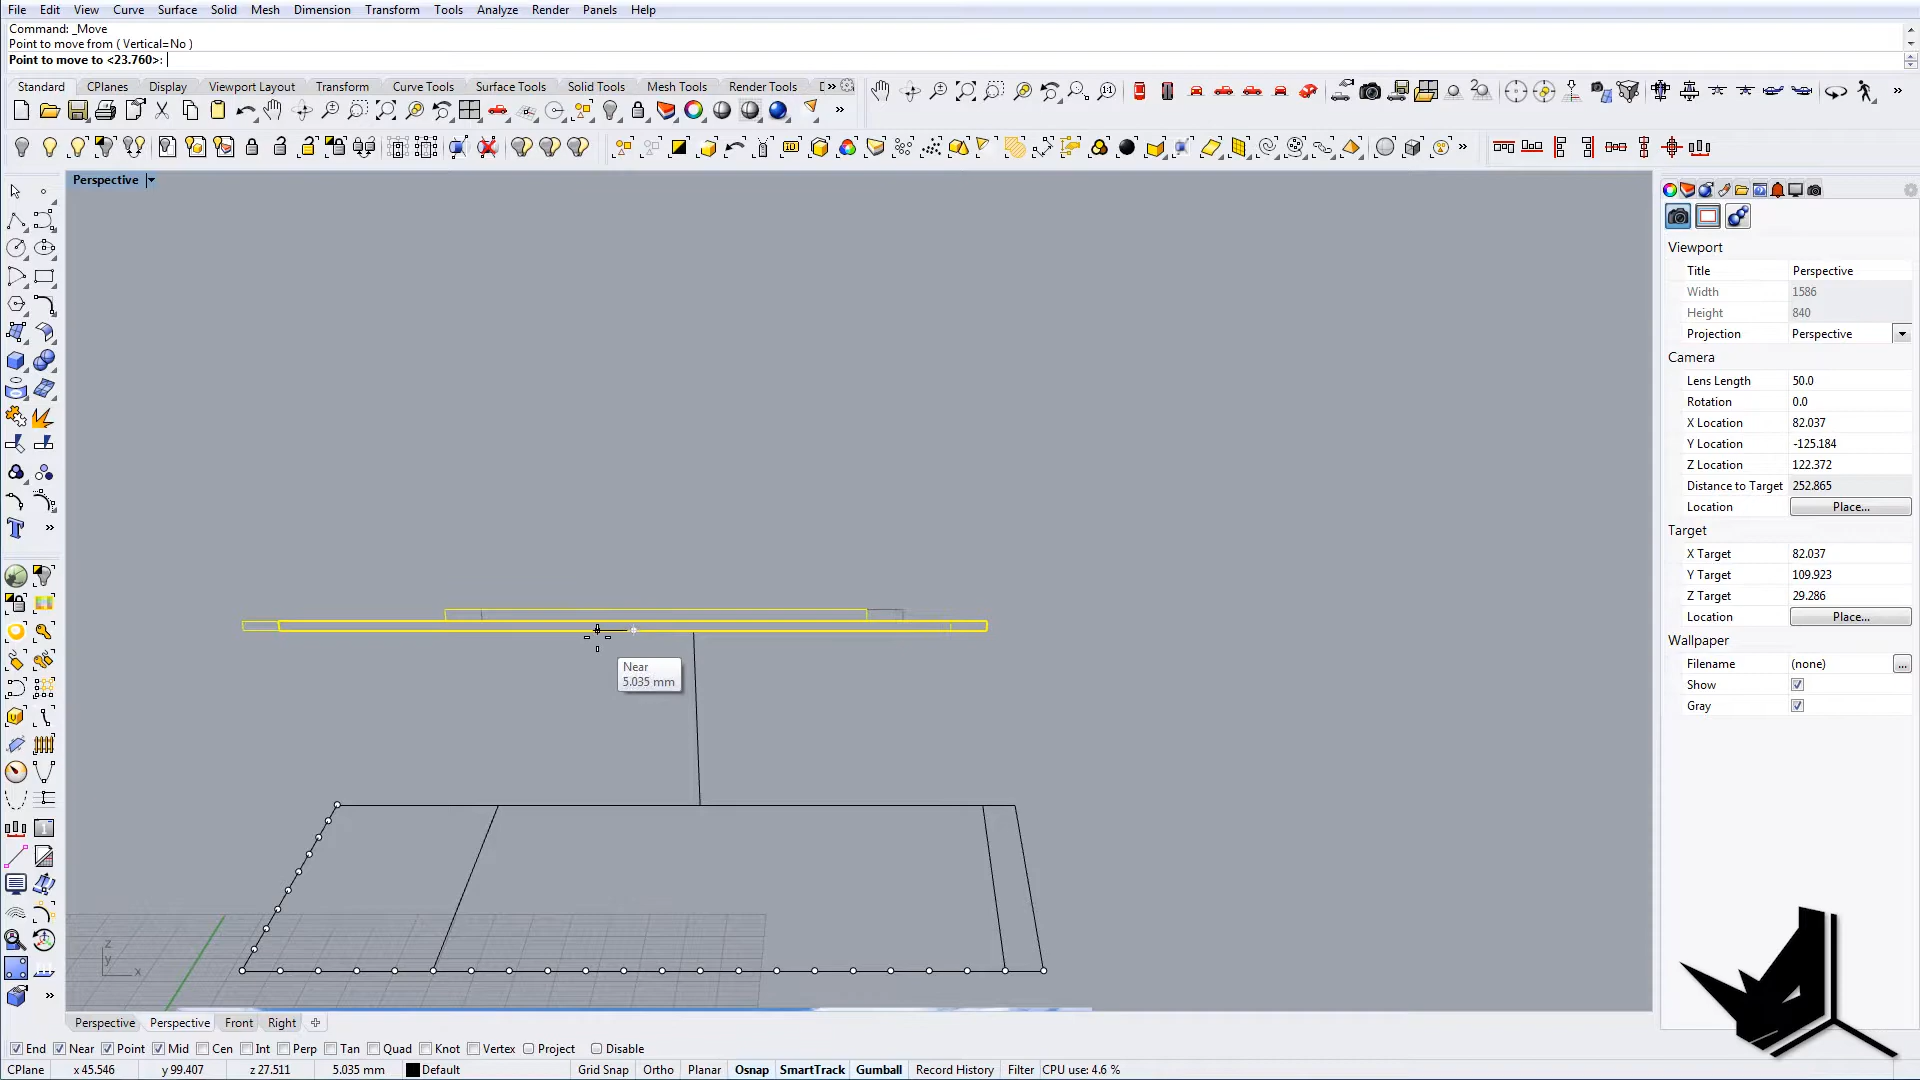 File Edit View Curve Surface Solid Mesh Dimension Transform Tools Analyze Render Panels Help
Command: _Move
Point to move from ( Vertical=No )
Point to move to <23.760>:
Standard CPlanes Display Viewport Layout Transform Curve Tools Surface Tools Solid Tools Mesh Tools Render Tools
Perspective
Viewport
Title Perspective
Width 1586
Height 840
Projection Perspective
Camera
Lens Length 50.0
Rotation 0.0
X Location 82.037
Y Location -125.184
Z Location 122.372
Distance to Target 252.865
Location Place...
Target
X Target 82.037
Y Target 109.923
Z Target 29.286
Location Place...
Wallpaper
Filename (none) ...
Show
Gray
Near
5.035 mm
z
y
x
Perspective Perspective Front Right
End Near Point Mid Cen Int Perp Tan Quad Knot Vertex Project Disable
CPlane x 45.546 y 99.407 z 27.511 5.035 mm Default Grid Snap Ortho Planar Osnap SmartTrack Gumball Record History Filter CPU use: 4.6 %